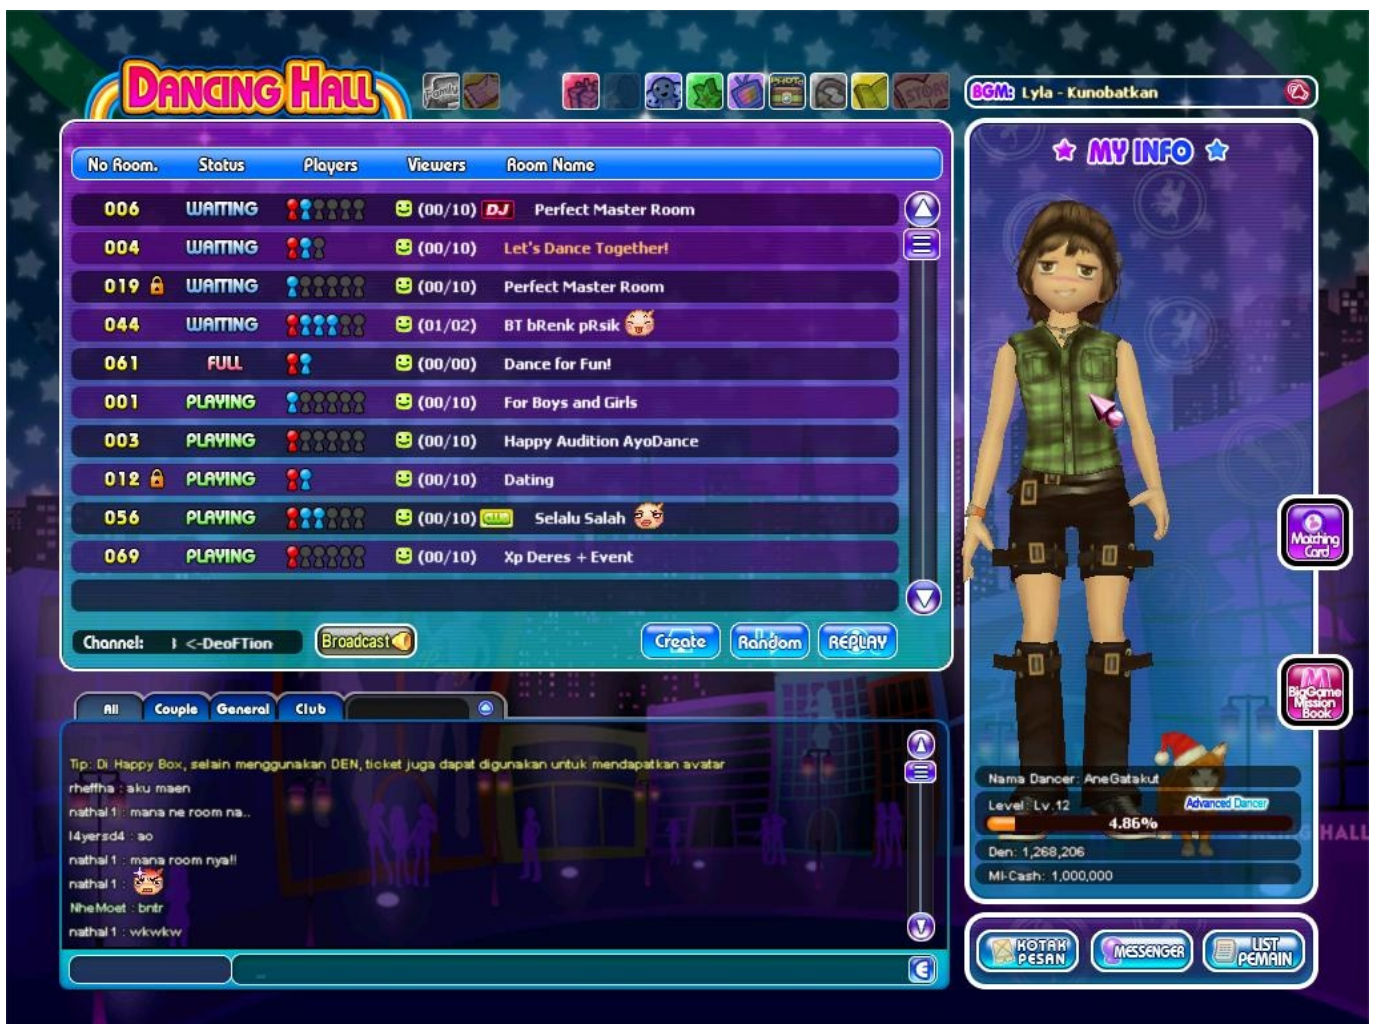 DANCING HALL
Family
PHOTO
STORY
BGM: Lyla - Kunobatkan
No Room. Status Players Viewers Room Name
006 WAITING (00/10) DJ Perfect Master Room
004 WAITING (00/10) Let's Dance Together!
019 WAITING (00/10) Perfect Master Room
044 WAITING (01/02) BT bRenk pRsik
061 FULL (00/00) Dance for Fun!
001 PLAYING (00/10) For Boys and Girls
003 PLAYING (00/10) Happy Audition AyoDance
012 PLAYING (00/10) Dating
056 PLAYING (00/10) Selalu Salah
069 PLAYING (00/10) Xp Deres + Event
Channel: <-DeoFTion
Broadcast
Create Random REPLAY
All Couple General Club
Tip: Di Happy Box, selain menggunakan DEN, ticket juga dapat digunakan untuk mendapatkan avatar
rheffha : aku maen
nathal1 : mana ne room na..
l4yersd4 : ao
nathal1 : mana room nya!!
nathal1 :
NheMoet : bntr
nathal1 : wkwkw
MY INFO
Matching
Card
BigGame
Mission
Book
Nama Dancer: AneGatakut
Level: Lv.12 Advanced Dancer
4.86%
Den: 1,268,206
MI-Cash: 1,000,000
HALL
KOTAK
PESAN
MESSENGER
LIST
PEMAIN